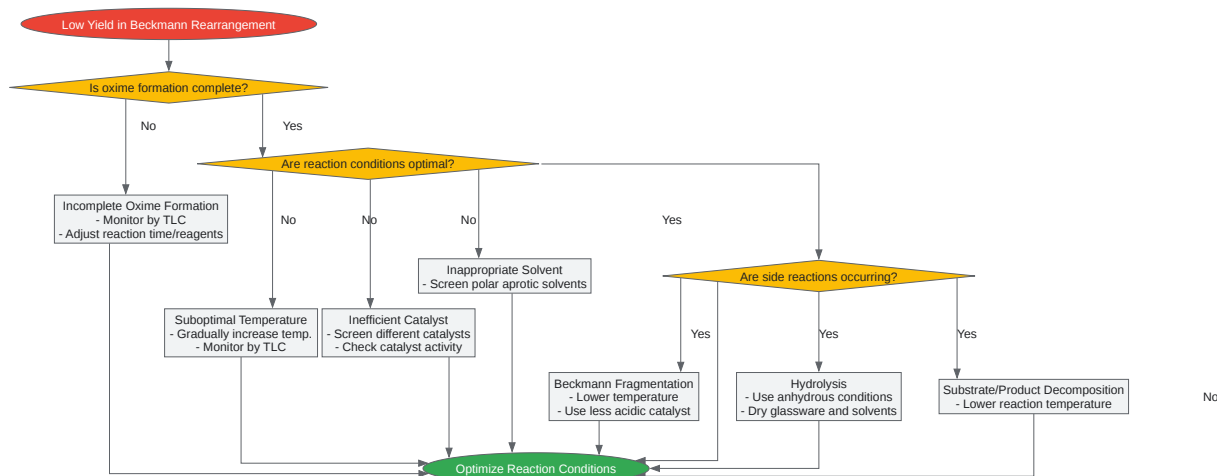 Low Yield in Beckmann Rearrangement
Is oxime formation complete?
No
Yes
Are reaction conditions optimal?
Incomplete Oxime Formation
- Monitor by TLC
- Adjust reaction time/reagents
No
No
No
Yes
Inappropriate Solvent
- Screen polar aprotic solvents
Are side reactions occurring?
Suboptimal Temperature
- Gradually increase temp.
- Monitor by TLC
Inefficient Catalyst
- Screen different catalysts
- Check catalyst activity
Yes
Yes
Yes
Beckmann Fragmentation
- Lower temperature
- Use less acidic catalyst
Hydrolysis
- Use anhydrous conditions
- Dry glassware and solvents
Substrate/Product Decomposition
- Lower reaction temperature
No
Optimize Reaction Conditions